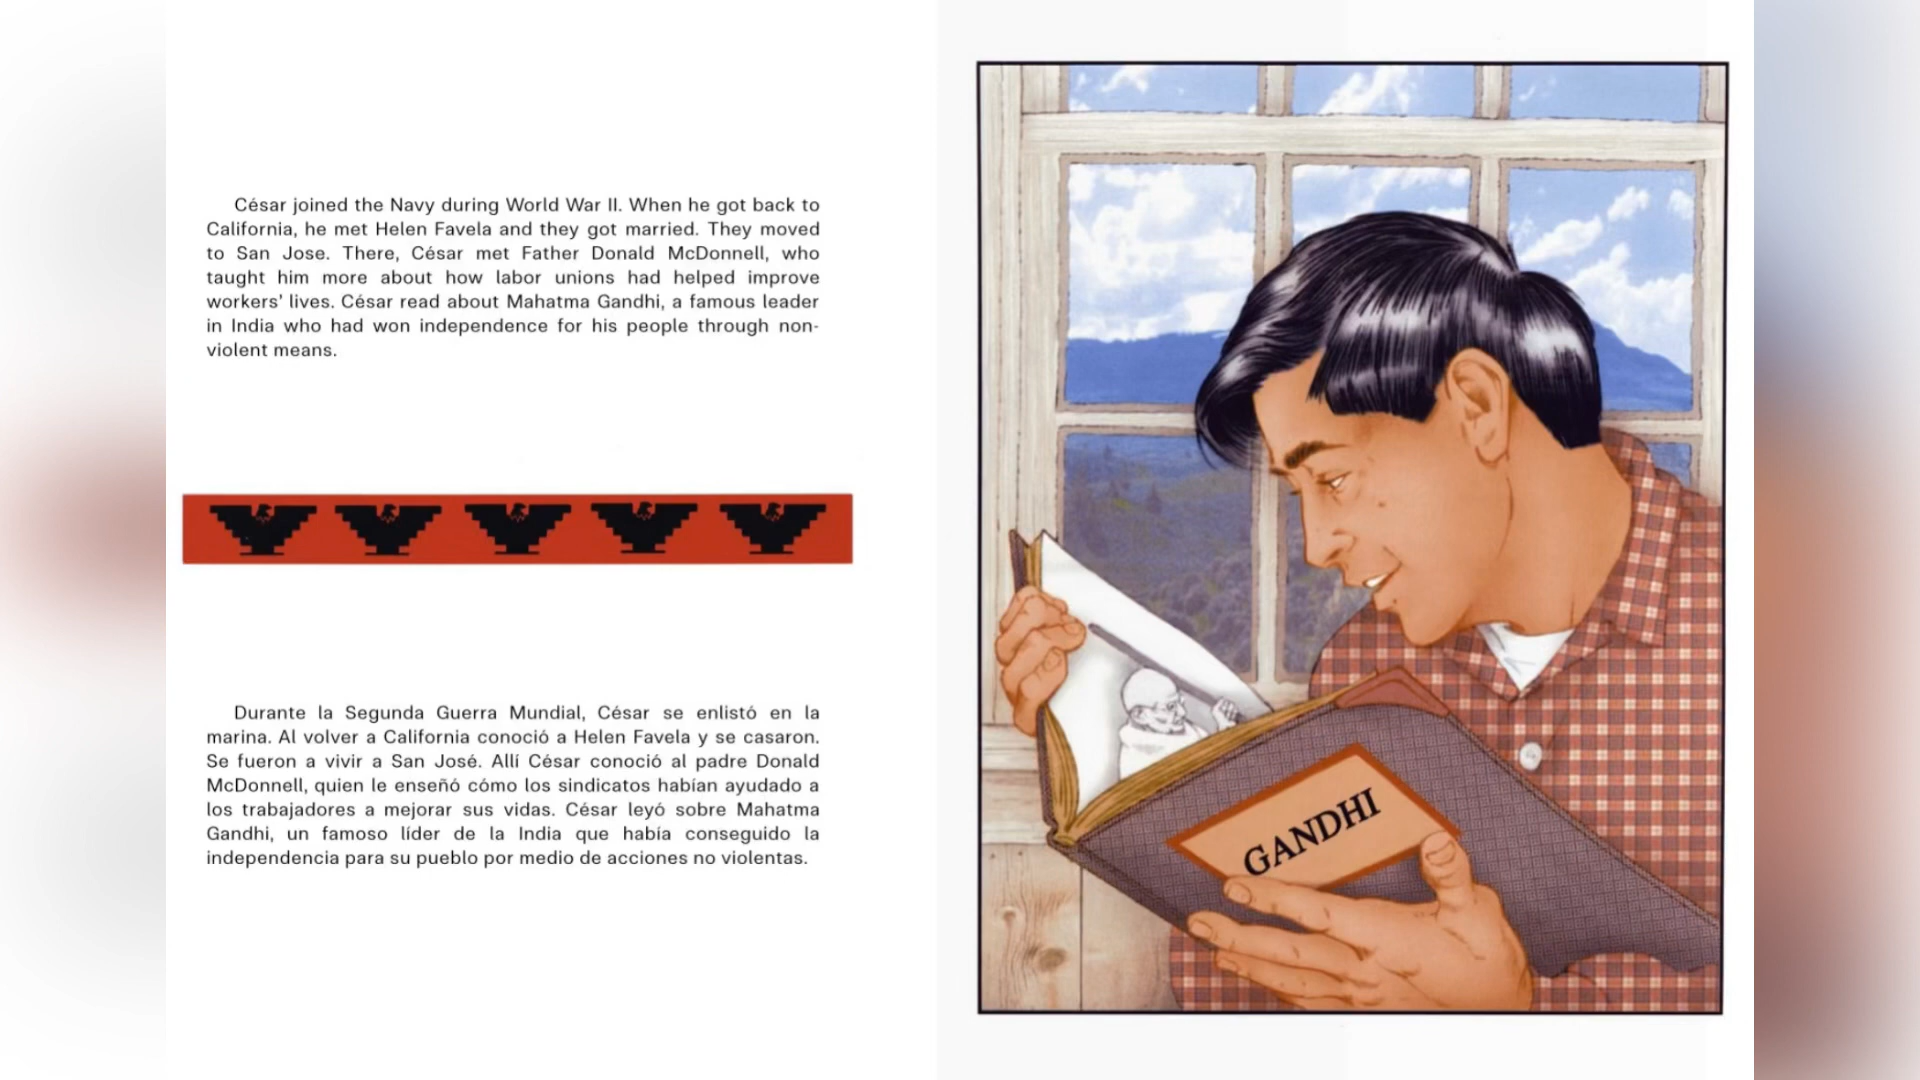 César joined the Navy during World War II. When he got back to
California, he met Helen Favela and they got married. They moved
to San Jose. There, César met Father Donald McDonnell, who
taught him more about how labor unions had helped improve
workers' lives. César read about Mahatma Gandhi, a famous leader
in India who had won independence for his people through non-
violent means.
Durante la Segunda Guerra Mundial, César se enlistó en la
marina. Al volver a California conoció a Helen Favela y se casaron.
Se fueron a vivir a San José. Allí César conoció al padre Donald
McDonnell, quien le enseñó cómo los sindicatos habían ayudado a
los trabajadores a mejorar sus vidas. César leyó sobre Mahatma
Gandhi, un famoso líder de la India que había conseguido la
independencia para su pueblo por medio de acciones no violentas.
GANDHI